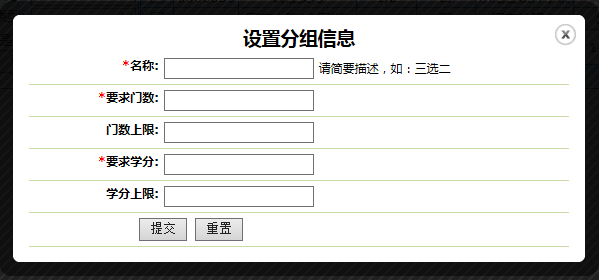 设置分组信息
*名称: 请简要描述，如：三选二
*要求门数:
门数上限:
*要求学分:
学分上限:
提交 重置